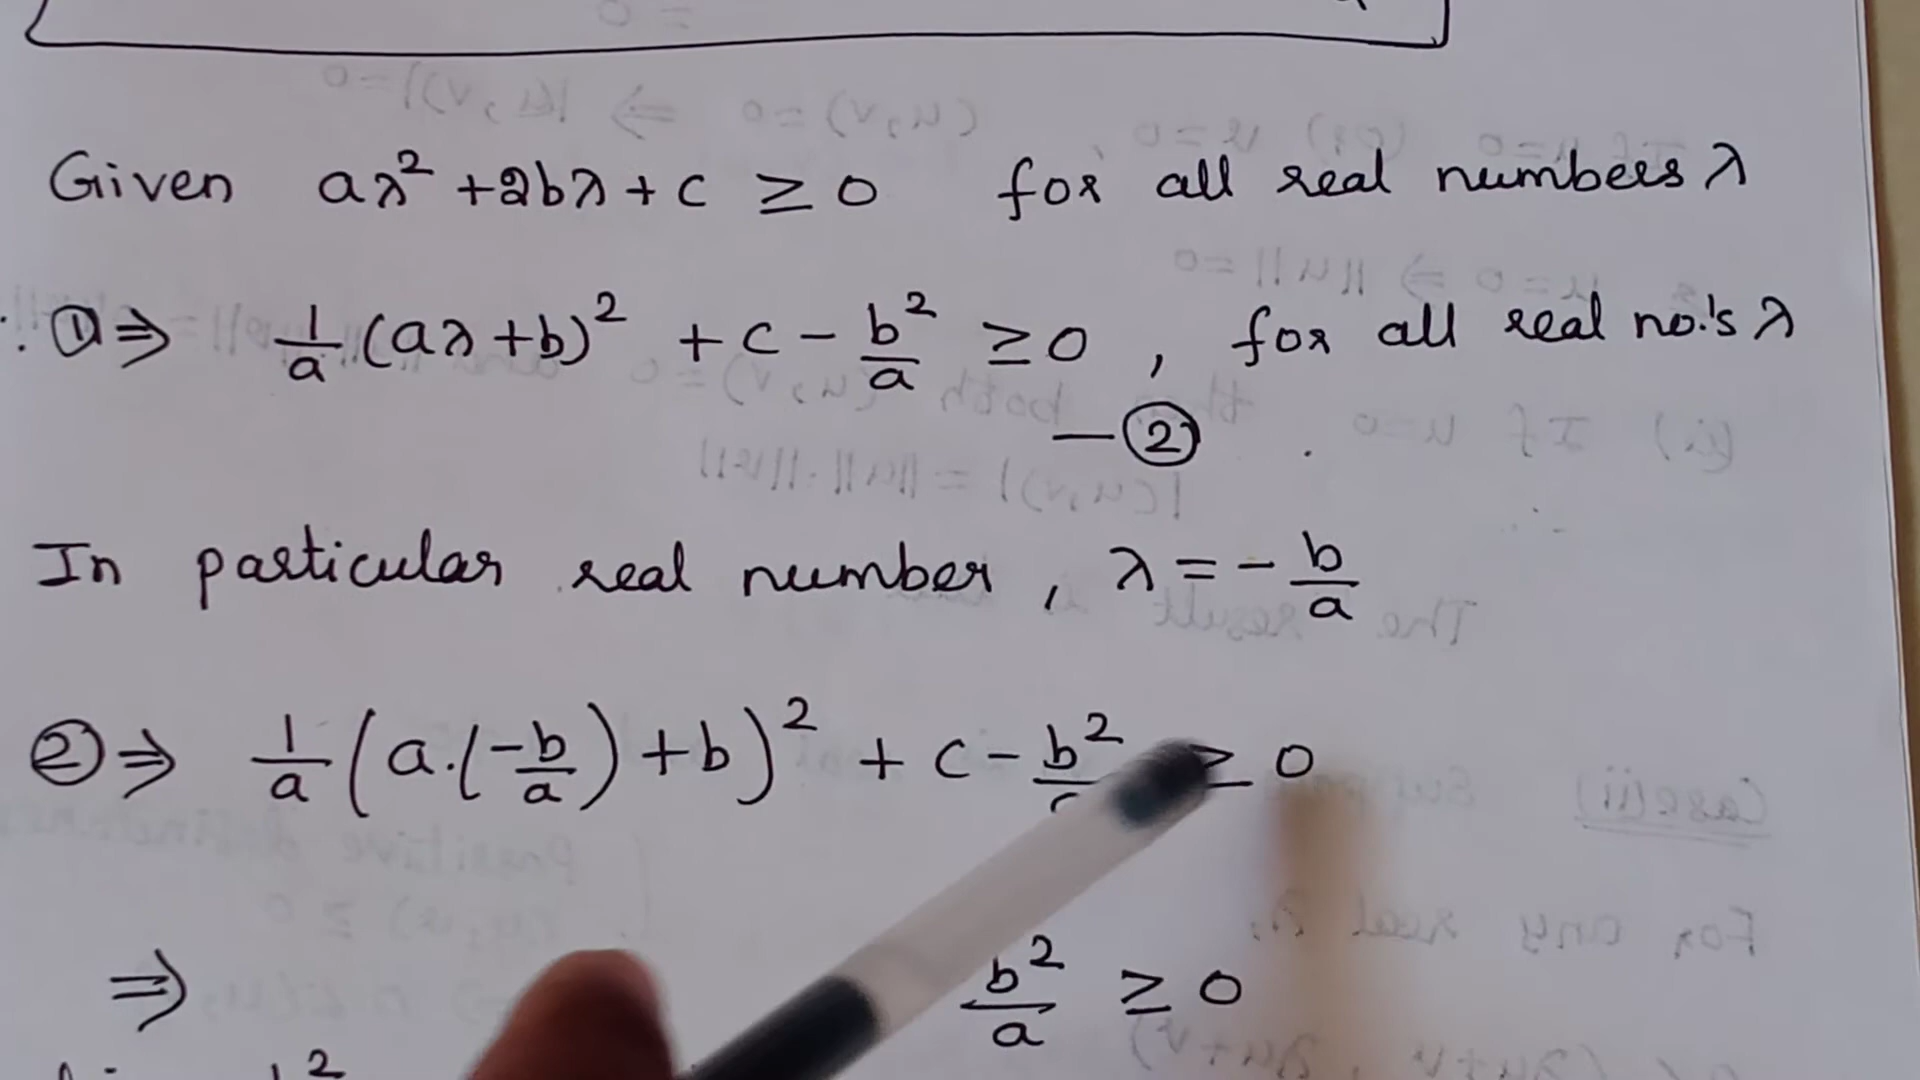 Given aλ² + 2bλ + c ≥ 0 for all real numbers λ
① ⇒ 1/a (aλ + b)² + c - b²/a ≥ 0, for all real no.'s λ
— ②
In particular real number, λ = - b/a
② ⇒ 1/a (a.(-b/a) + b)² + c - b² ≥ 0
⇒ b²/a ≥ 0